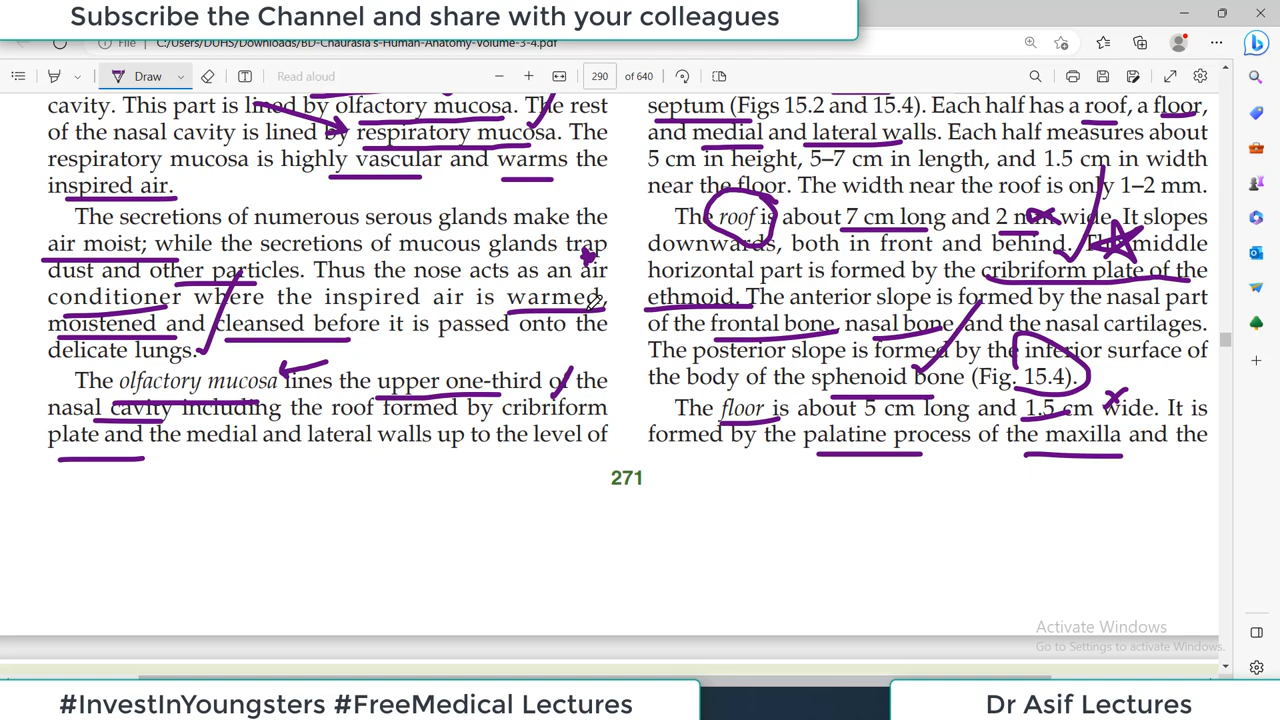 Subscribe the Channel and share with your colleagues
File
C:/Users/DUHS/Downloads/BD-Chaurasia's-Human-Anatomy-Volume-3-4.pdf
Draw
Read aloud
290 of 640
cavity. This part is lined by olfactory mucosa. The rest
of the nasal cavity is lined by respiratory mucosa. The
respiratory mucosa is highly vascular and warms the
inspired air.
The secretions of numerous serous glands make the
air moist; while the secretions of mucous glands trap
dust and other particles. Thus the nose acts as an air
conditioner where the inspired air is warmed,
moistened and cleansed before it is passed onto the
delicate lungs.
The olfactory mucosa lines the upper one-third of the
nasal cavity including the roof formed by cribriform
plate and the medial and lateral walls up to the level of
septum (Figs 15.2 and 15.4). Each half has a roof, a floor,
and medial and lateral walls. Each half measures about
5 cm in height, 5–7 cm in length, and 1.5 cm in width
near the floor. The width near the roof is only 1–2 mm.
The roof is about 7 cm long and 2 mm wide. It slopes
downwards, both in front and behind. The middle
horizontal part is formed by the cribriform plate of the
ethmoid. The anterior slope is formed by the nasal part
of the frontal bone, nasal bone, and the nasal cartilages.
The posterior slope is formed by the inferior surface of
the body of the sphenoid bone (Fig. 15.4).
The floor is about 5 cm long and 1.5 cm wide. It is
formed by the palatine process of the maxilla and the
271
Activate Windows
Go to Settings to activate Windows.
#InvestInYoungsters #FreeMedical Lectures
Dr Asif Lectures